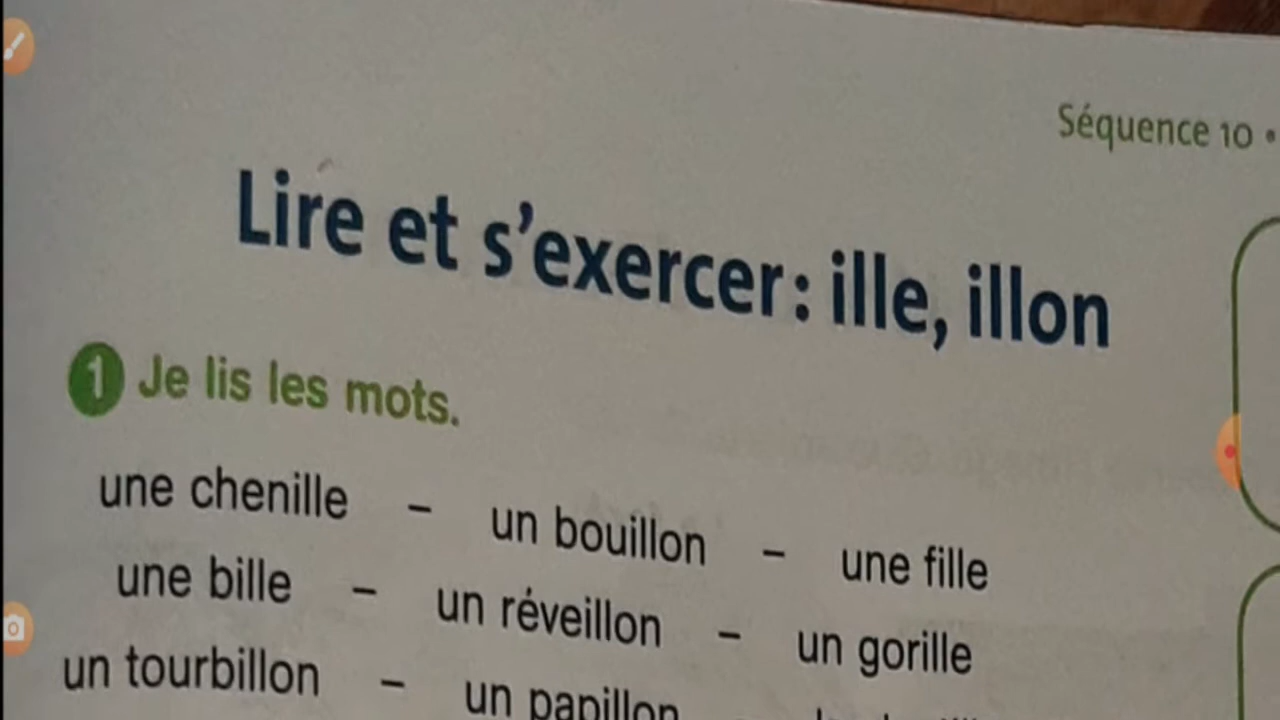 Séquence 10 •
Lire et s'exercer : ille, illon
1 Je lis les mots.
une chenille – un bouillon – une fille
une bille – un réveillon – un gorille
un tourbillon – un papillon –